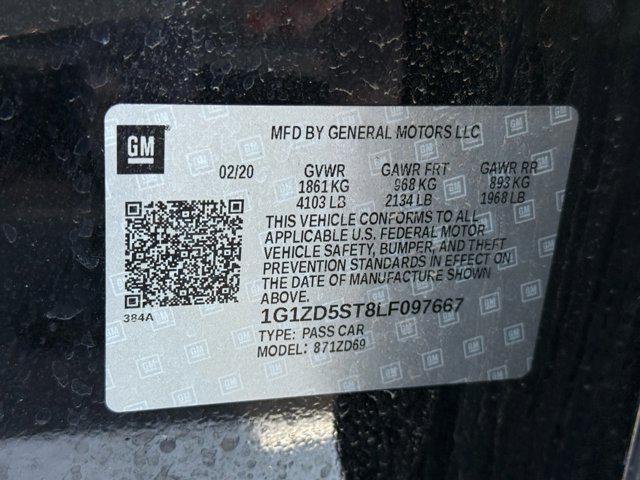 GM
MFD BY GENERAL MOTORS LLC
02/20 GVWR GAWR FRT GAWR RR
1861 KG 968 KG 893 KG
4103 LB 2134 LB 1968 LB
THIS VEHICLE CONFORMS TO ALL
APPLICABLE U.S. FEDERAL MOTOR
VEHICLE SAFETY, BUMPER, AND THEFT
PREVENTION STANDARDS IN EFFECT ON
THE DATE OF MANUFACTURE SHOWN
ABOVE.
384A
1G1ZD5ST8LF097667
TYPE: PASS CAR
MODEL: 871ZD69